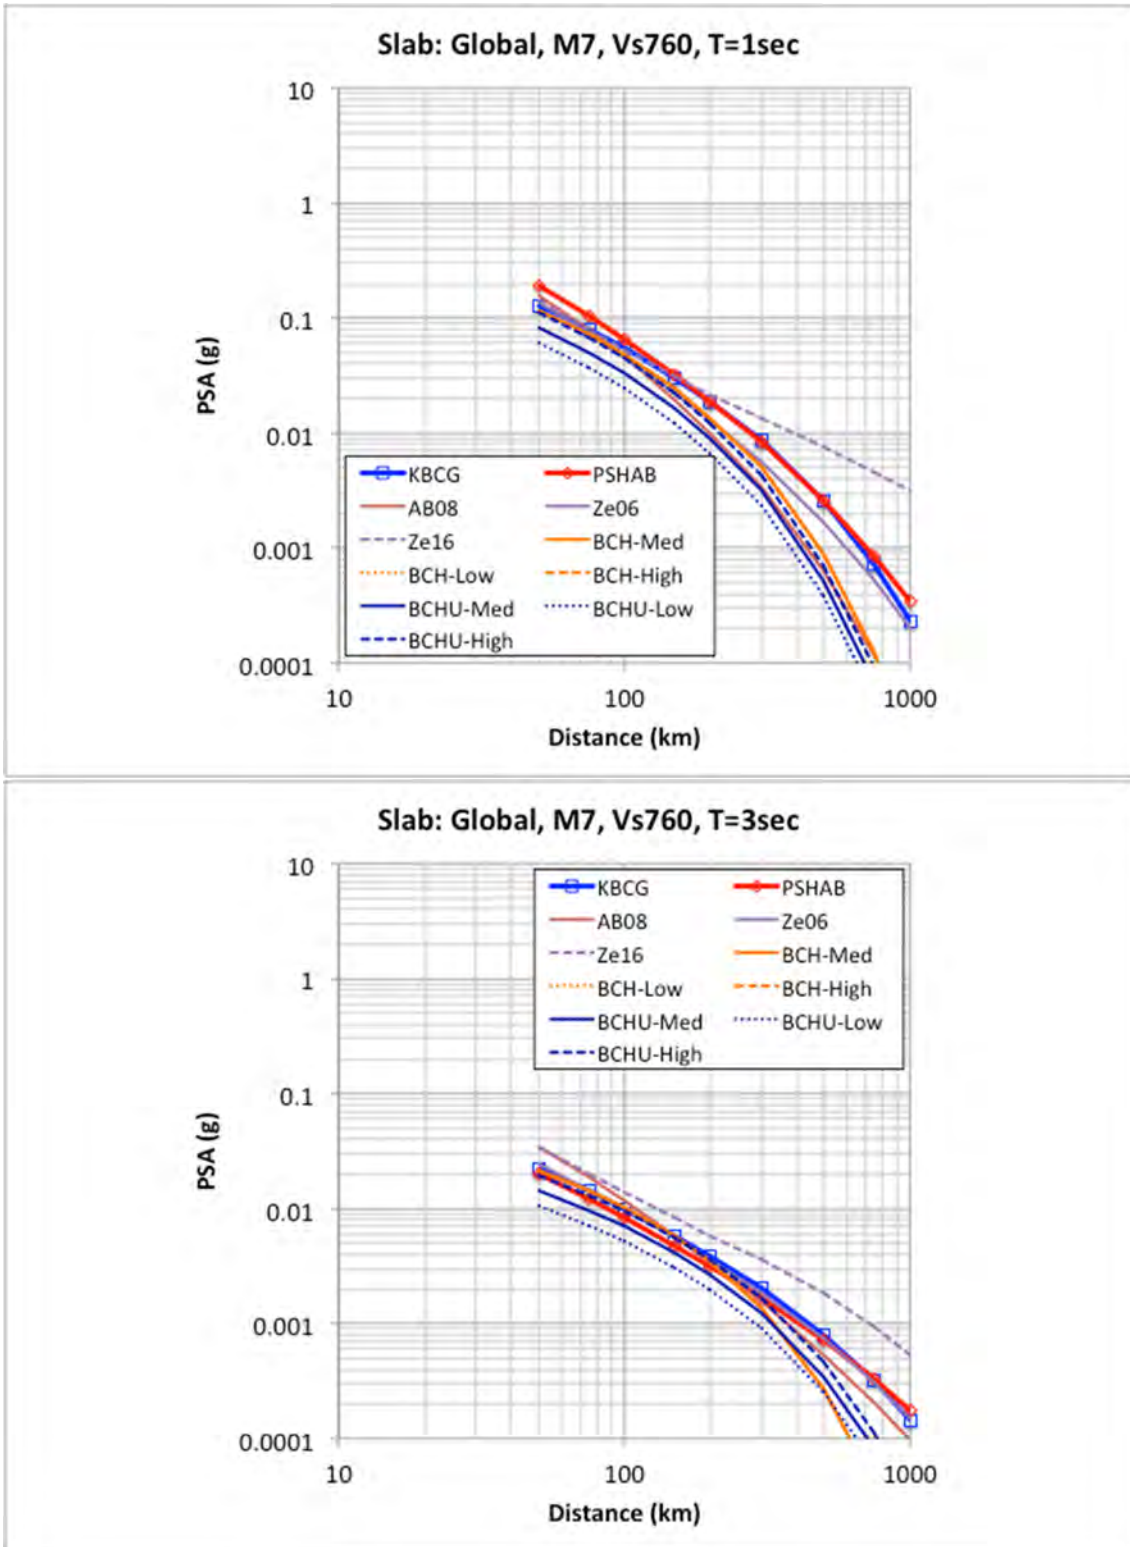 Slab: Global, M7, Vs760, T=1sec
10
1
0.1
0.01
0.001
0.0001
PSA (g)
KBCG PSHAB
AB08 Ze06
Ze16 BCH-Med
BCH-Low BCH-High
BCHU-Med BCHU-Low
BCHU-High
10 100 1000
Distance (km)
Slab: Global, M7, Vs760, T=3sec
10
1
0.1
0.01
0.001
0.0001
PSA (g)
KBCG PSHAB
AB08 Ze06
Ze16 BCH-Med
BCH-Low BCH-High
BCHU-Med BCHU-Low
BCHU-High
10 100 1000
Distance (km)